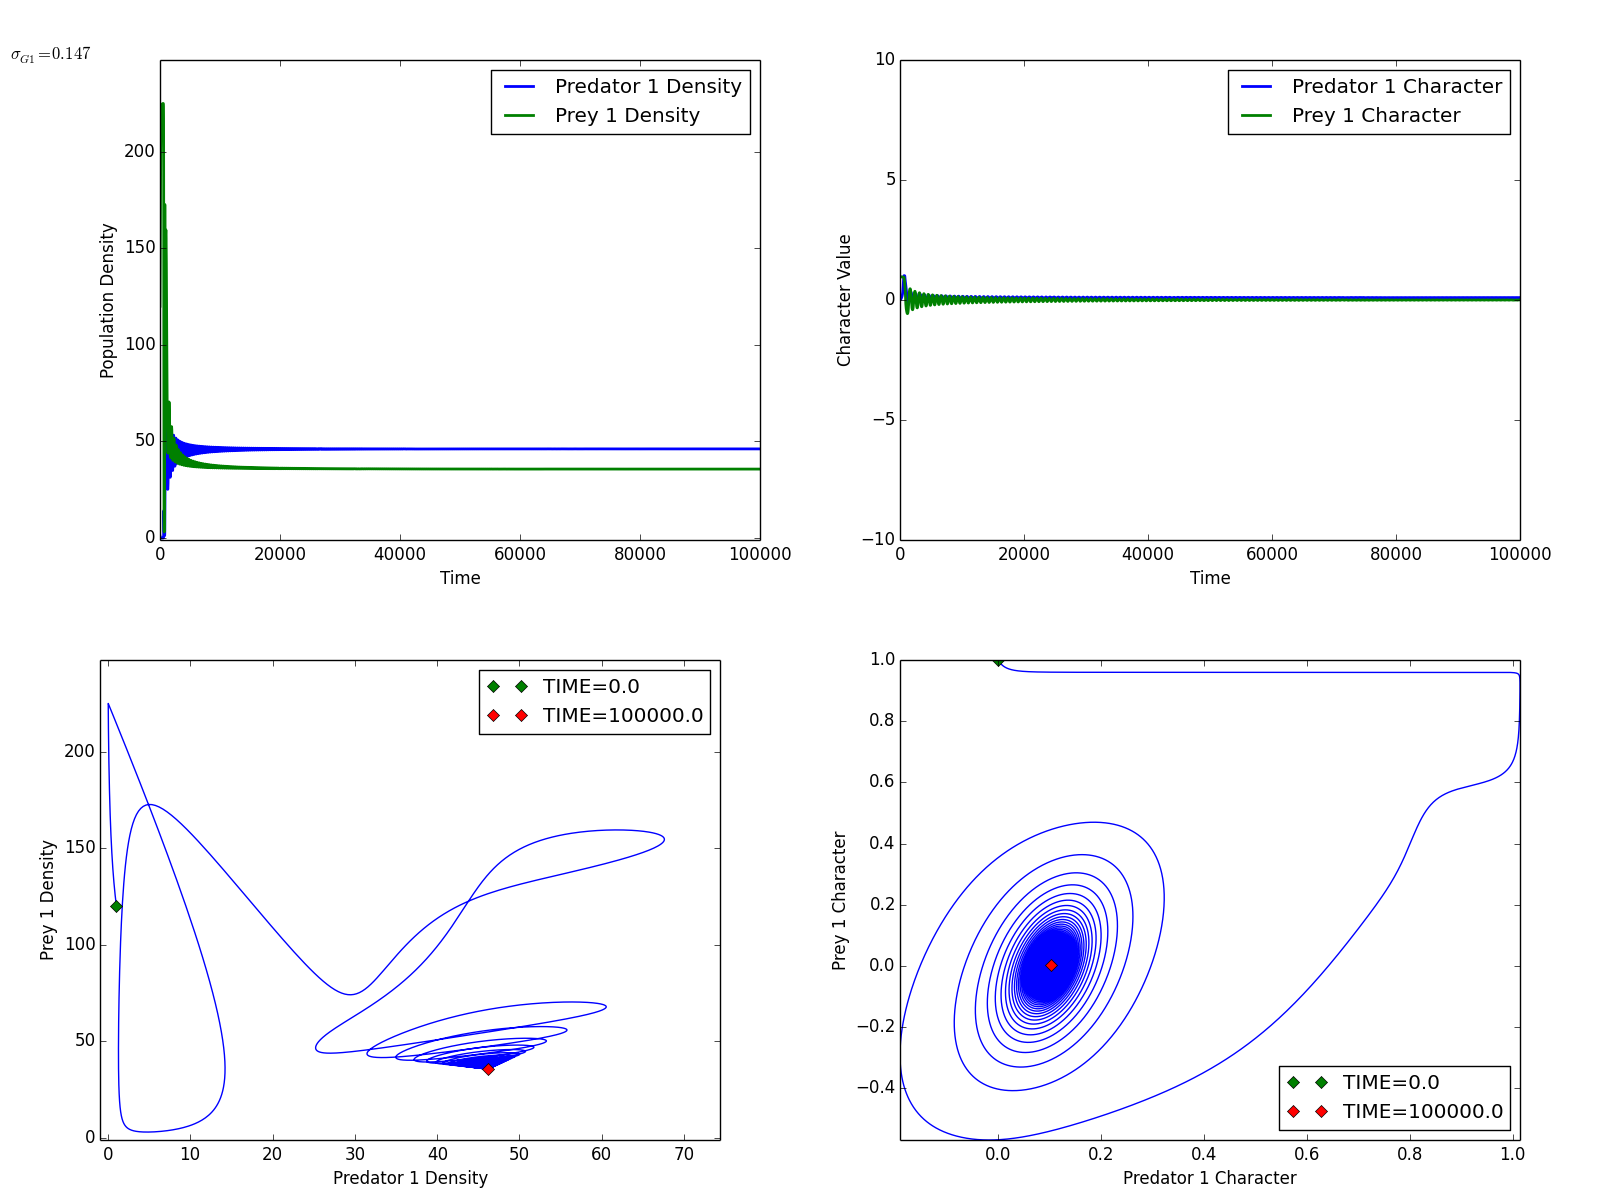 σG1=0.147
Predator 1 Density
Prey 1 Density
200
150
100
50
0
Population Density
0 20000 40000 60000 80000 100000
Time
Predator 1 Character
Prey 1 Character
10
5
0
−5
−10
Character Value
0 20000 40000 60000 80000 100000
Time
TIME=0.0
TIME=100000.0
200
150
100
50
0
Prey 1 Density
0 10 20 30 40 50 60 70
Predator 1 Density
1.0
0.8
0.6
0.4
0.2
0.0
−0.2
−0.4
Prey 1 Character
TIME=0.0
TIME=100000.0
0.0 0.2 0.4 0.6 0.8 1.0
Predator 1 Character